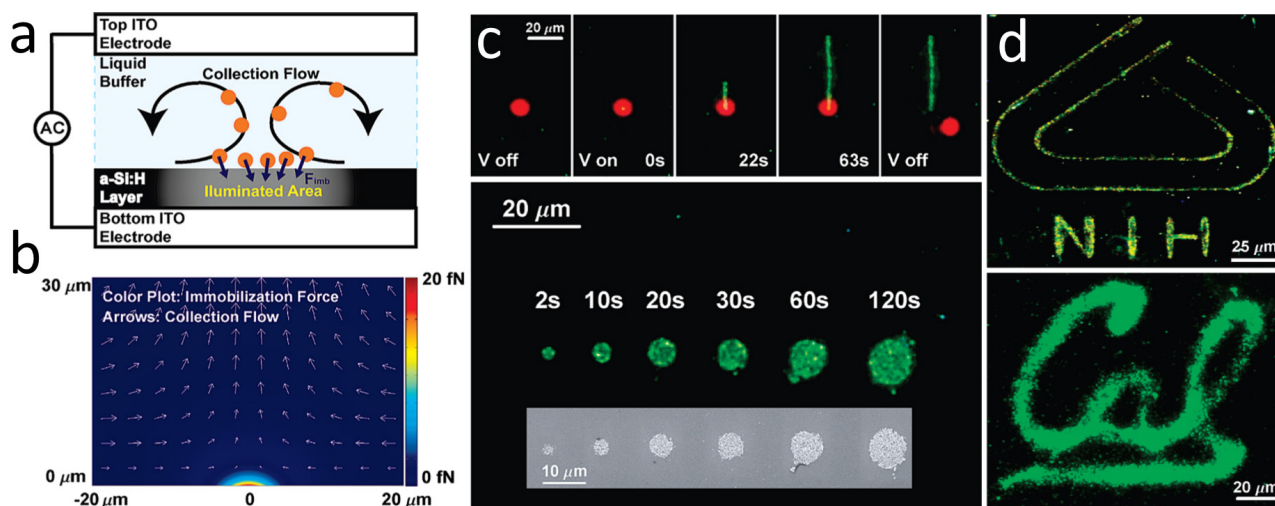 a
Top ITO
Electrode
Liquid
Buffer
Collection Flow
AC
F imb
a-Si:H
Layer
Iluminated Area
Bottom ITO
Electrode
b
30 μm
20 fN
Color Plot: Immobilization Force
Arrows: Collection Flow
0 μm
0 fN
-20 μm
0
20 μm
c
20 μm
V off
V on
0s
22s
63s
V off
20 μm
2s
10s
20s
30s
60s
120s
10 μm
d
N I H
25 μm
Cal
20 μm